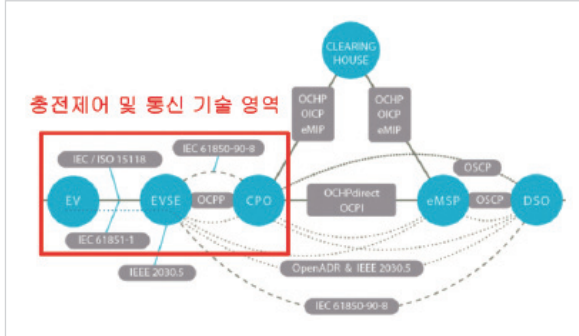 CLEARING
HOUSE
충전제어 및 통신 기술 영역
OCHP
OICP
eMIP
OCHP
OICP
eMIP
IEC 61850-90-8
IEC / ISO 15118
OSCP
EV
EVSE
OCPP
CPO
OCHPdirect
OCPI
eMSP
OSCP
DSO
IEC 61851-1
IEEE 2030.5
OpenADR & IEEE 2030.5
IEC 61850-90-8